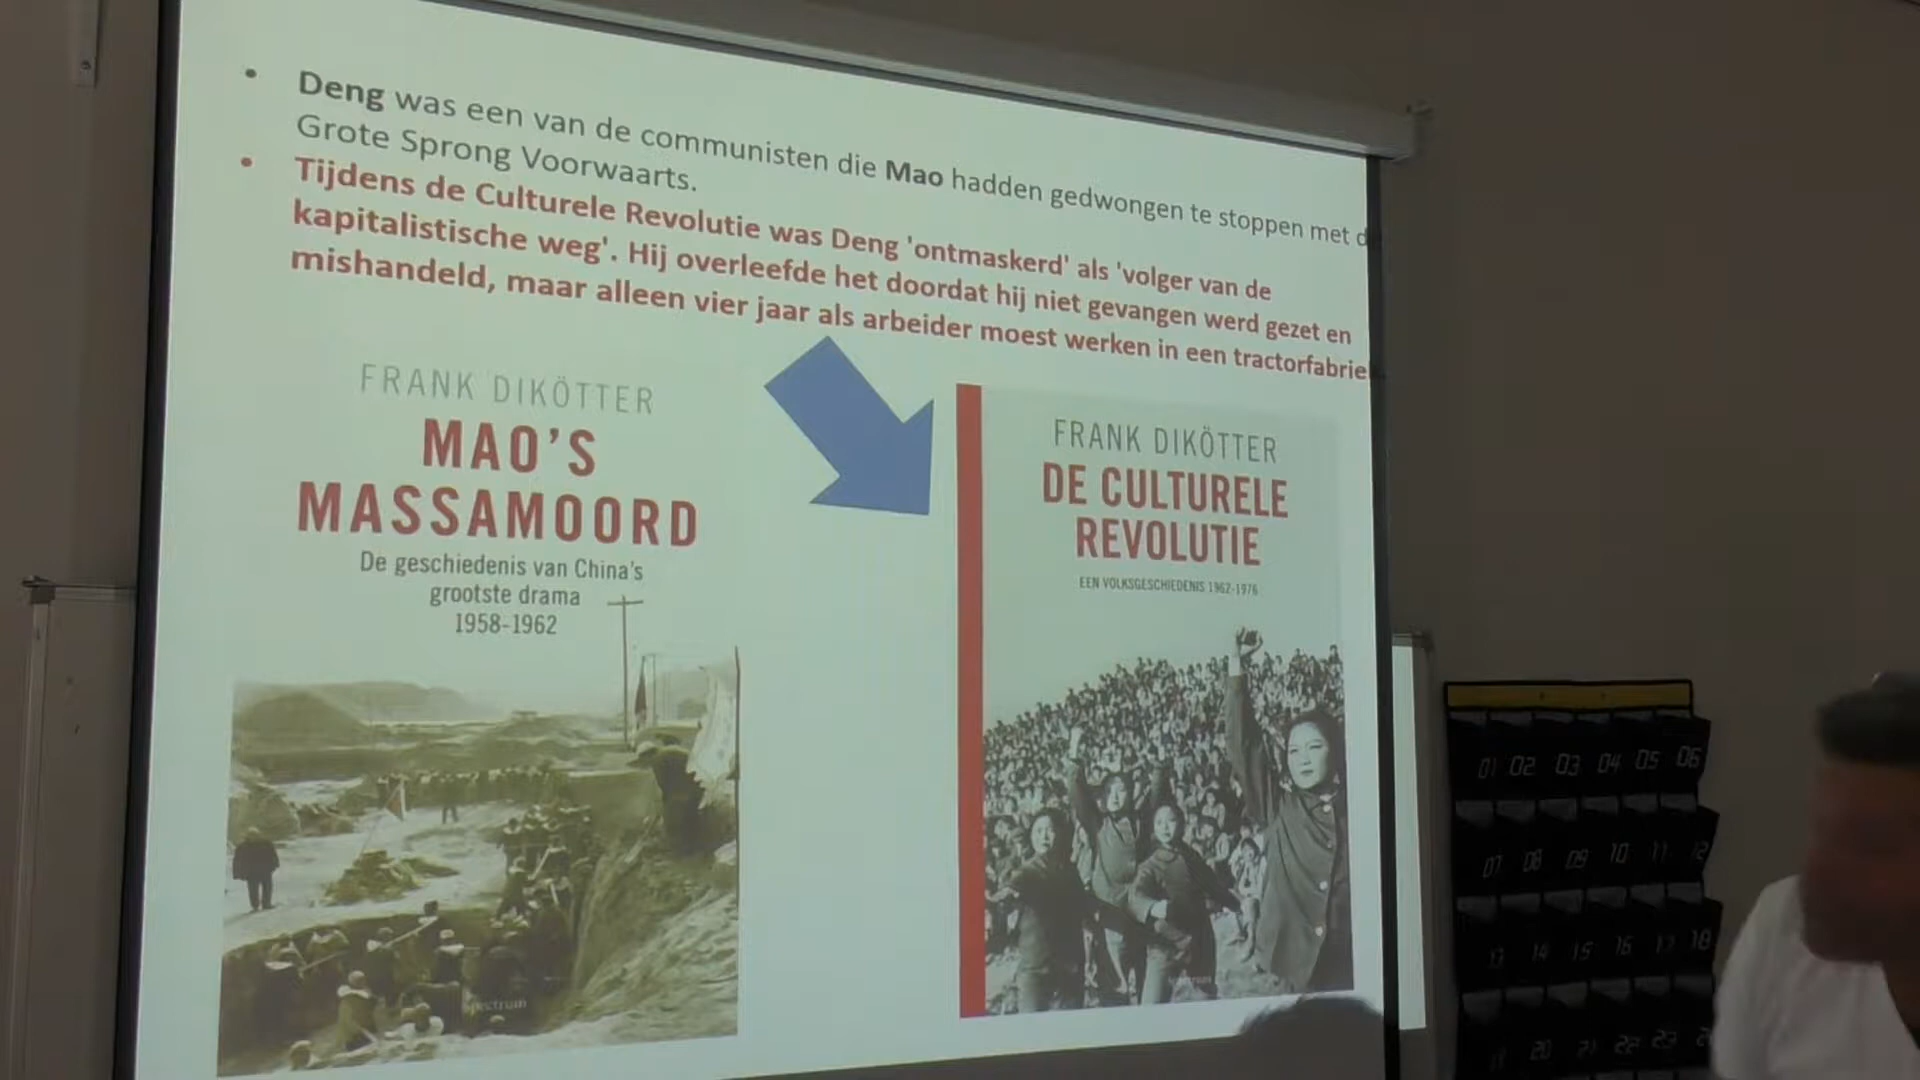 • Deng was een van de communisten die Mao hadden gedwongen te stoppen met d
Grote Sprong Voorwaarts.
• Tijdens de Culturele Revolutie was Deng 'ontmaskerd' als 'volger van de
kapitalistische weg'. Hij overleefde het doordat hij niet gevangen werd gezet en
mishandeld, maar alleen vier jaar als arbeider moest werken in een tractorfabriek
FRANK DIKÖTTER
MAO'S
MASSAMOORD
De geschiedenis van China's
grootste drama
1958-1962
spectrum
FRANK DIKÖTTER
DE CULTURELE
REVOLUTIE
EEN VOLKSGESCHIEDENIS 1962-1976
01 02 03 04 05 06
07 08 09 10 11 12
13 14 15 16 17 18
20 21 22 23